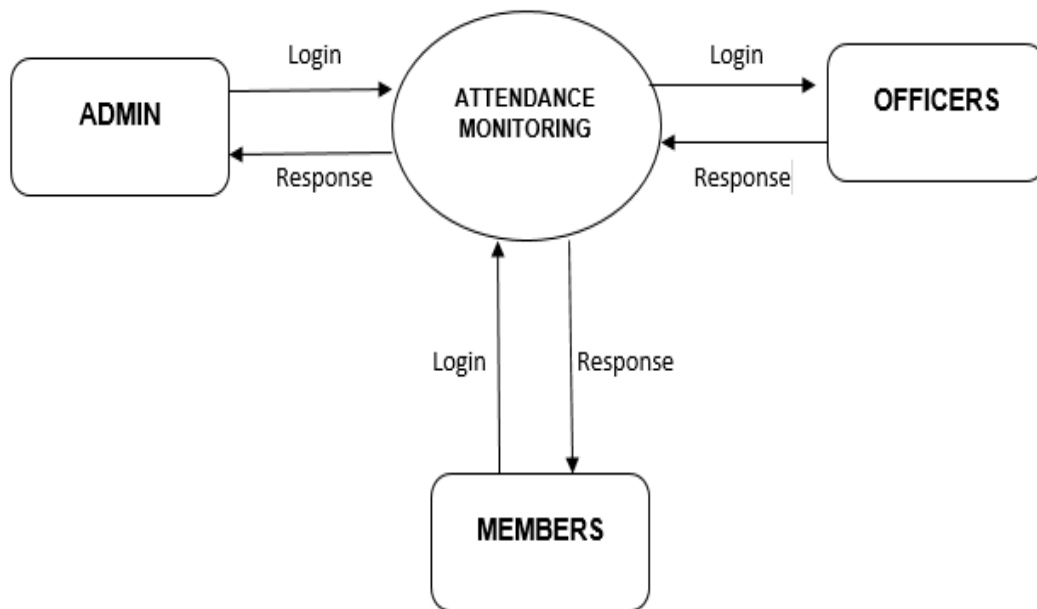 Login
Login
ADMIN
ATTENDANCE
MONITORING
OFFICERS
Response
Response
Login
Response
MEMBERS